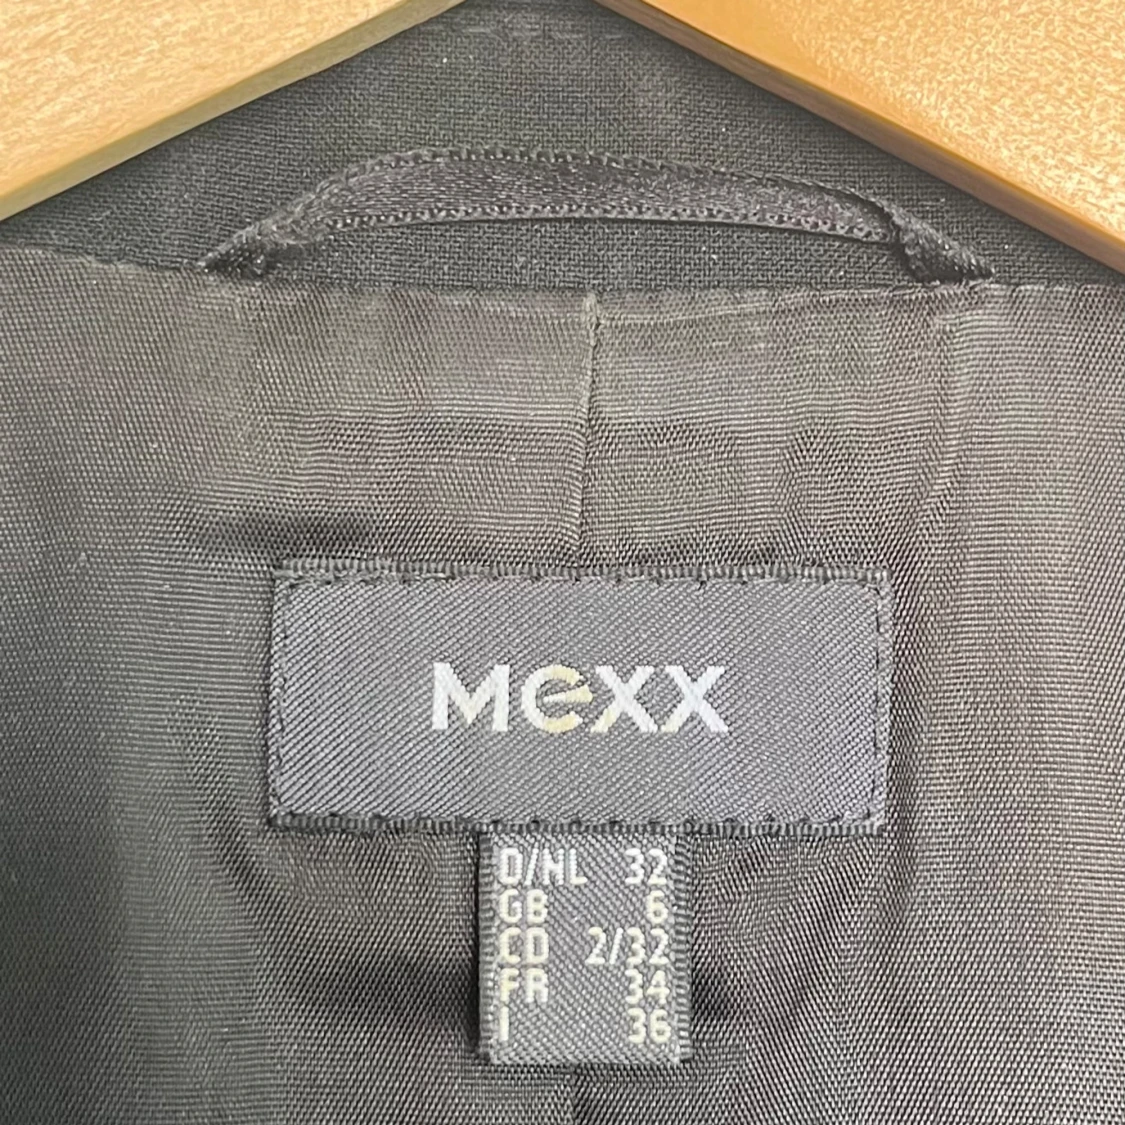 Mexx
D/NL 32
GB 6
CD 2/32
FR 34
I 36